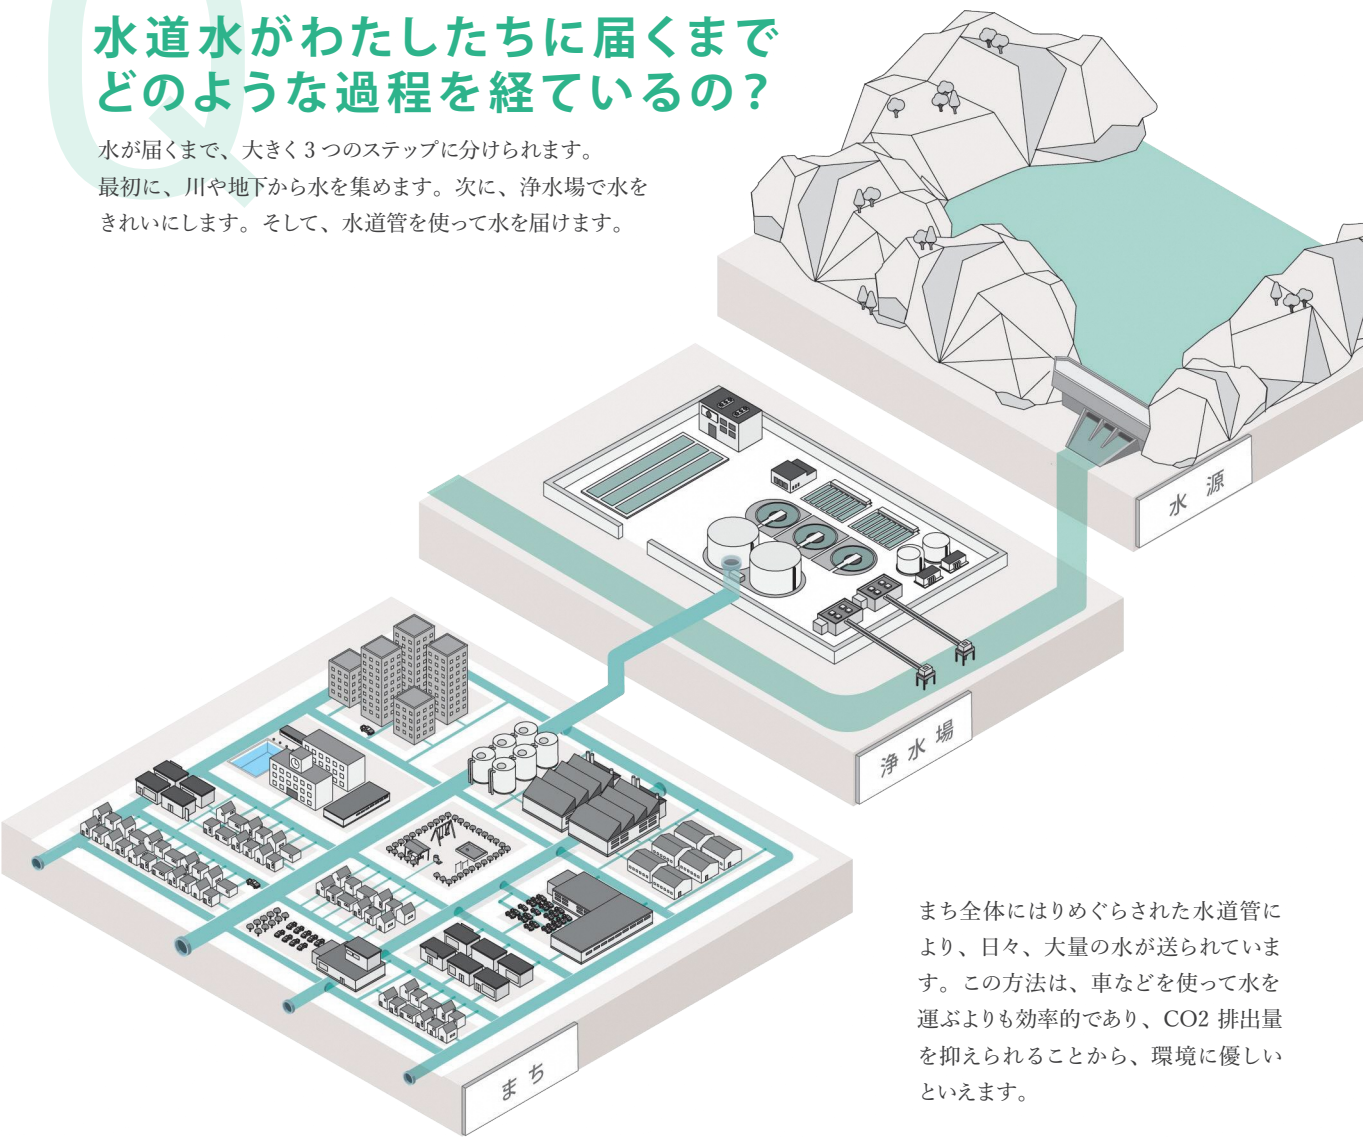 Q
水道水がわたしたちに届くまで
どのような過程を経ているの？
水が届くまで、大きく3つのステップに分けられます。
最初に、川や地下から水を集めます。次に、浄水場で水を
きれいにします。そして、水道管を使って水を届けます。
水源
浄水場
まち
まち全体にはりめぐらされた水道管に
より、日々、大量の水が送られていま
す。この方法は、車などを使って水を
運ぶよりも効率的であり、CO2 排出量
を抑えられることから、環境に優しい
といえます。